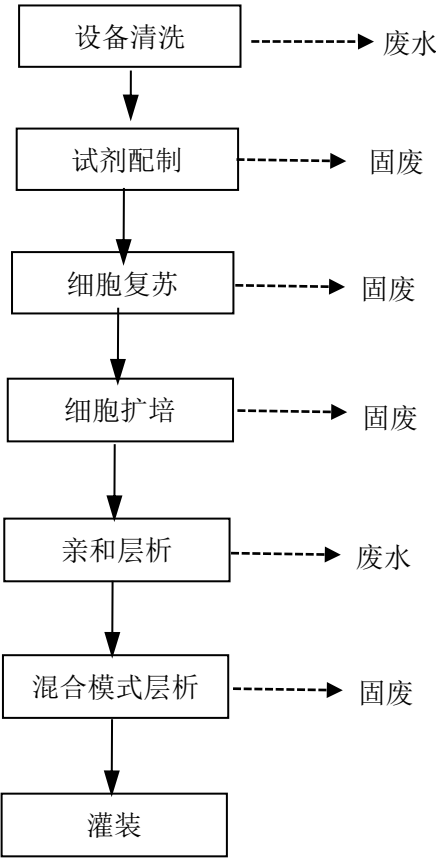 设备清洗
废水
试剂配制
固废
细胞复苏
固废
细胞扩培
固废
亲和层析
废水
混合模式层析
固废
灌装